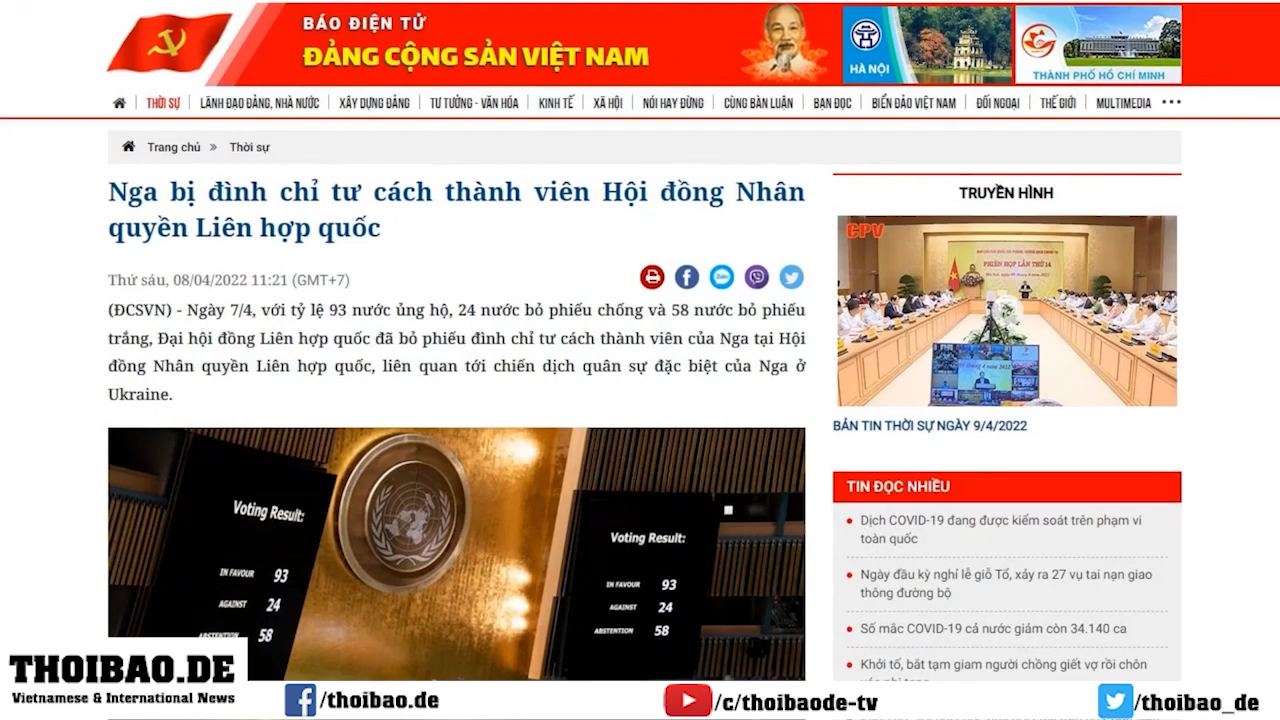 BÁO ĐIỆN TỬ
ĐẢNG CỘNG SẢN VIỆT NAM
HÀ NỘI
THÀNH PHỐ HỒ CHÍ MINH
THỜI SỰ
LÃNH ĐẠO ĐẢNG, NHÀ NƯỚC
XÂY DỰNG ĐẢNG
TƯ TƯỞNG - VĂN HÓA
KINH TẾ
XÃ HỘI
NÓI HAY ĐỪNG
CÙNG BÀN LUẬN
BẠN ĐỌC
BIỂN ĐẢO VIỆT NAM
ĐỐI NGOẠI
THẾ GIỚI
MULTIMEDIA
Trang chủ » Thời sự
Nga bị đình chỉ tư cách thành viên Hội đồng Nhân
quyền Liên hợp quốc
Thứ sáu, 08/04/2022 11:21 (GMT+7)
(ĐCSVN) - Ngày 7/4, với tỷ lệ 93 nước ủng hộ, 24 nước bỏ phiếu chống và 58 nước bỏ phiếu
trắng, Đại hội đồng Liên hợp quốc đã bỏ phiếu đình chỉ tư cách thành viên của Nga tại Hội
đồng Nhân quyền Liên hợp quốc, liên quan tới chiến dịch quân sự đặc biệt của Nga ở
Ukraine.
Voting Result:
IN FAVOUR 93
AGAINST 24
ABSTENTION 58
Voting Result:
IN FAVOUR 93
AGAINST 24
ABSTENTION 58
TRUYỀN HÌNH
CPV
PHIÊN HỌP LẦN THỨ 14
BẢN TIN THỜI SỰ NGÀY 9/4/2022
TIN ĐỌC NHIỀU
Dịch COVID-19 đang được kiểm soát trên phạm vi
toàn quốc
Ngày đầu kỳ nghỉ lễ giỗ Tổ, xảy ra 27 vụ tai nạn giao
thông đường bộ
Số mắc COVID-19 cả nước giảm còn 34.140 ca
Khởi tố, bắt tạm giam người chồng giết vợ rồi chôn
THOIBAO.DE
Vietnamese & International News
/thoibao.de
/c/thoibaode-tv
/thoibao_de